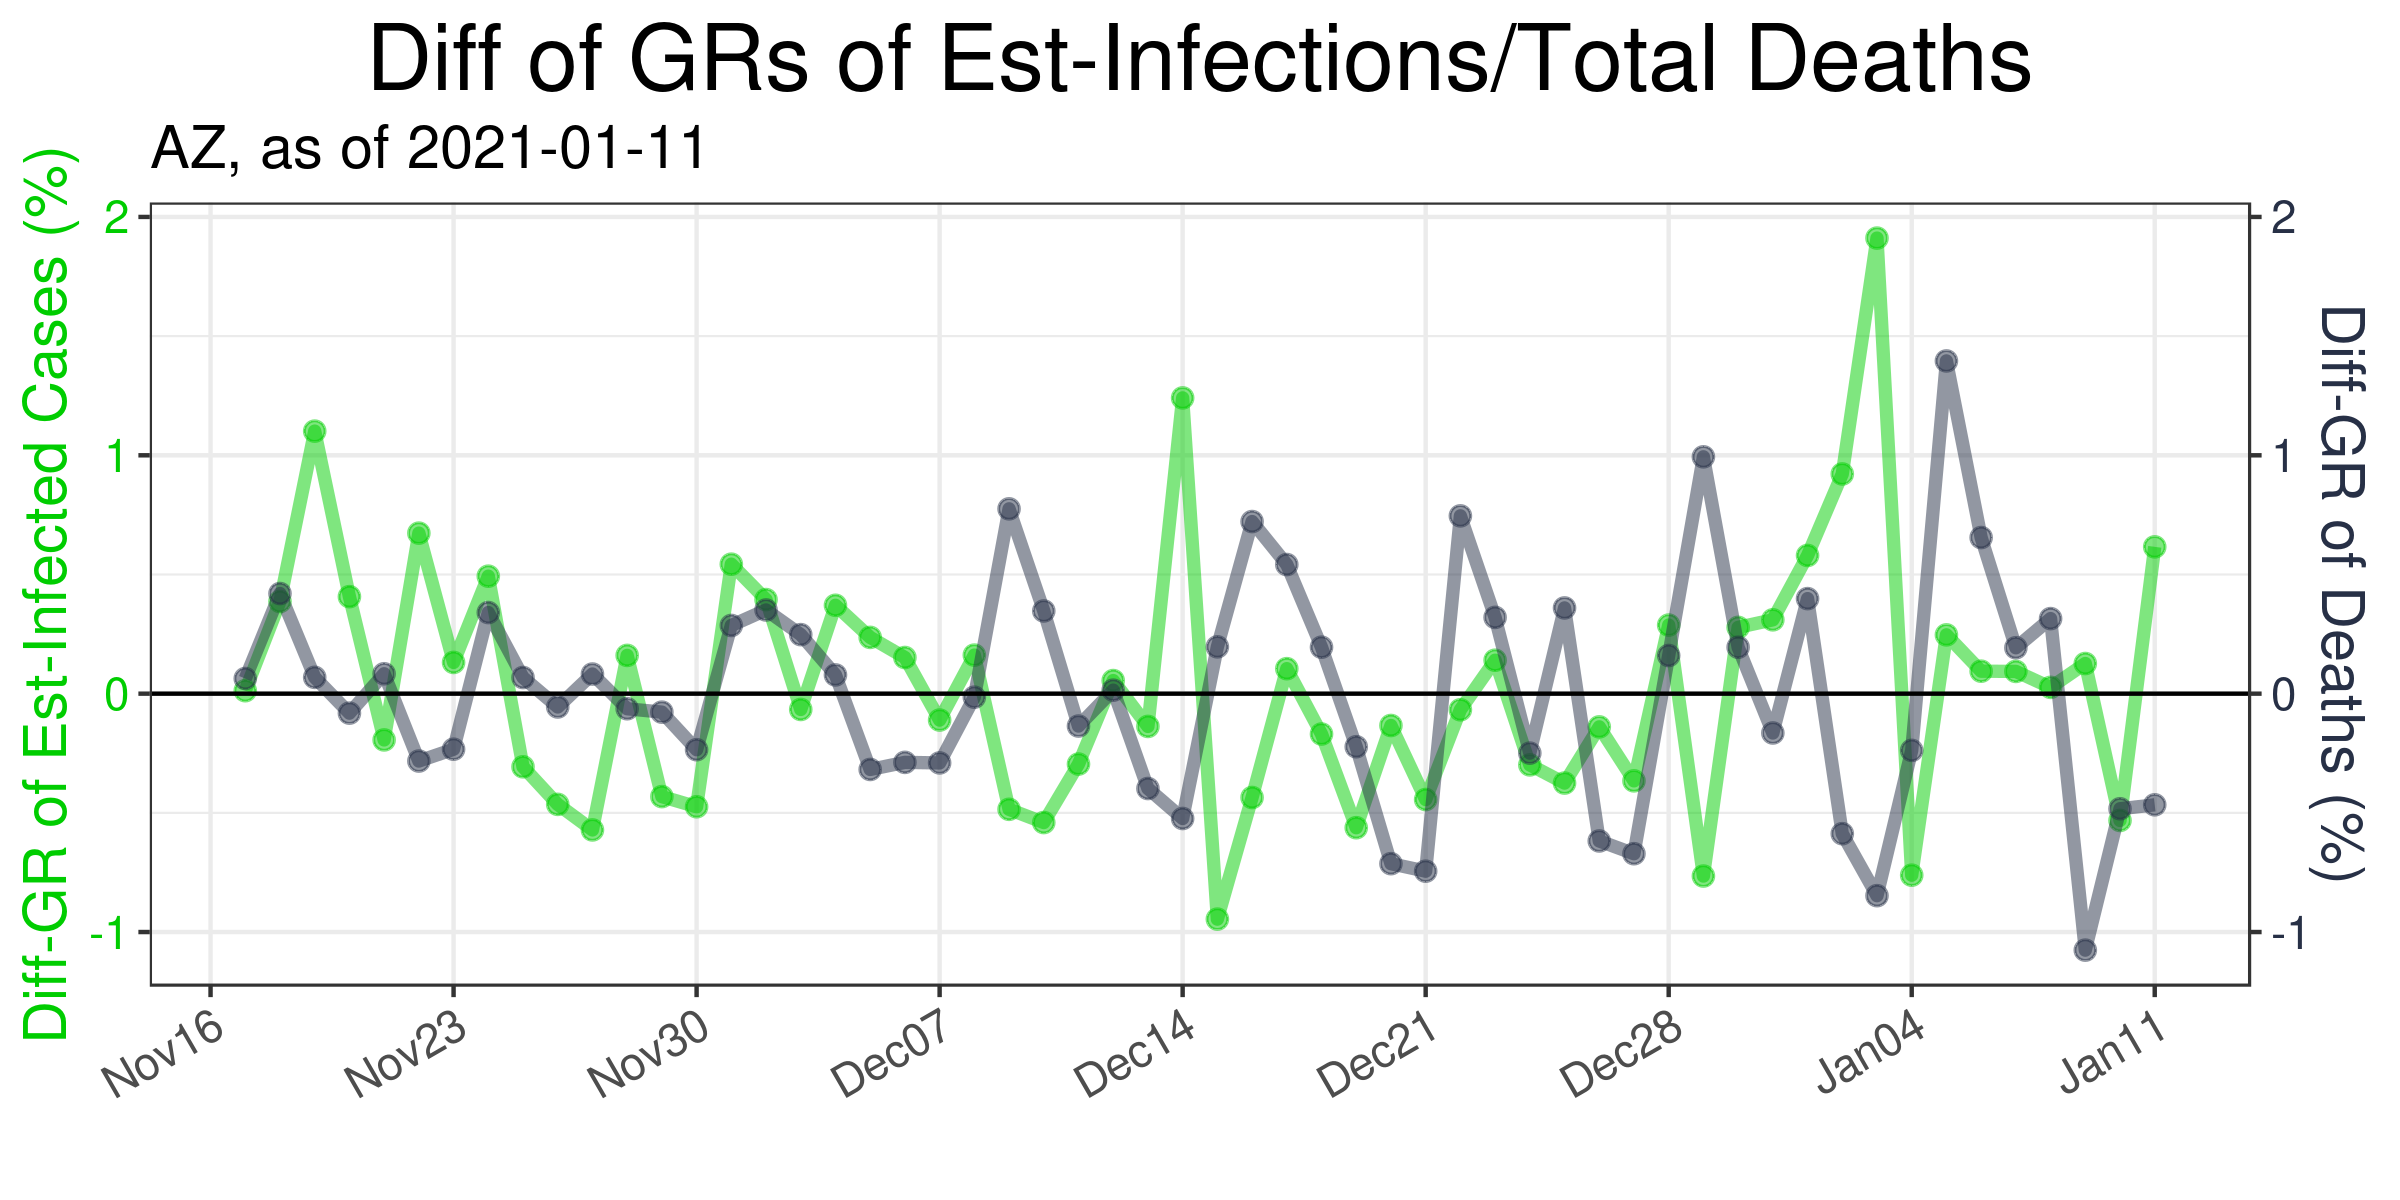 Diff of GRs of Est-Infections/Total Deaths
AZ, as of 2021-01-11
Diff-GR of Est-Infected Cases (%)
2
1
0
-1
2
1
0
-1
Diff-GR of Deaths (%)
Nov16 Nov23 Nov30 Dec07 Dec14 Dec21 Dec28 Jan04 Jan11